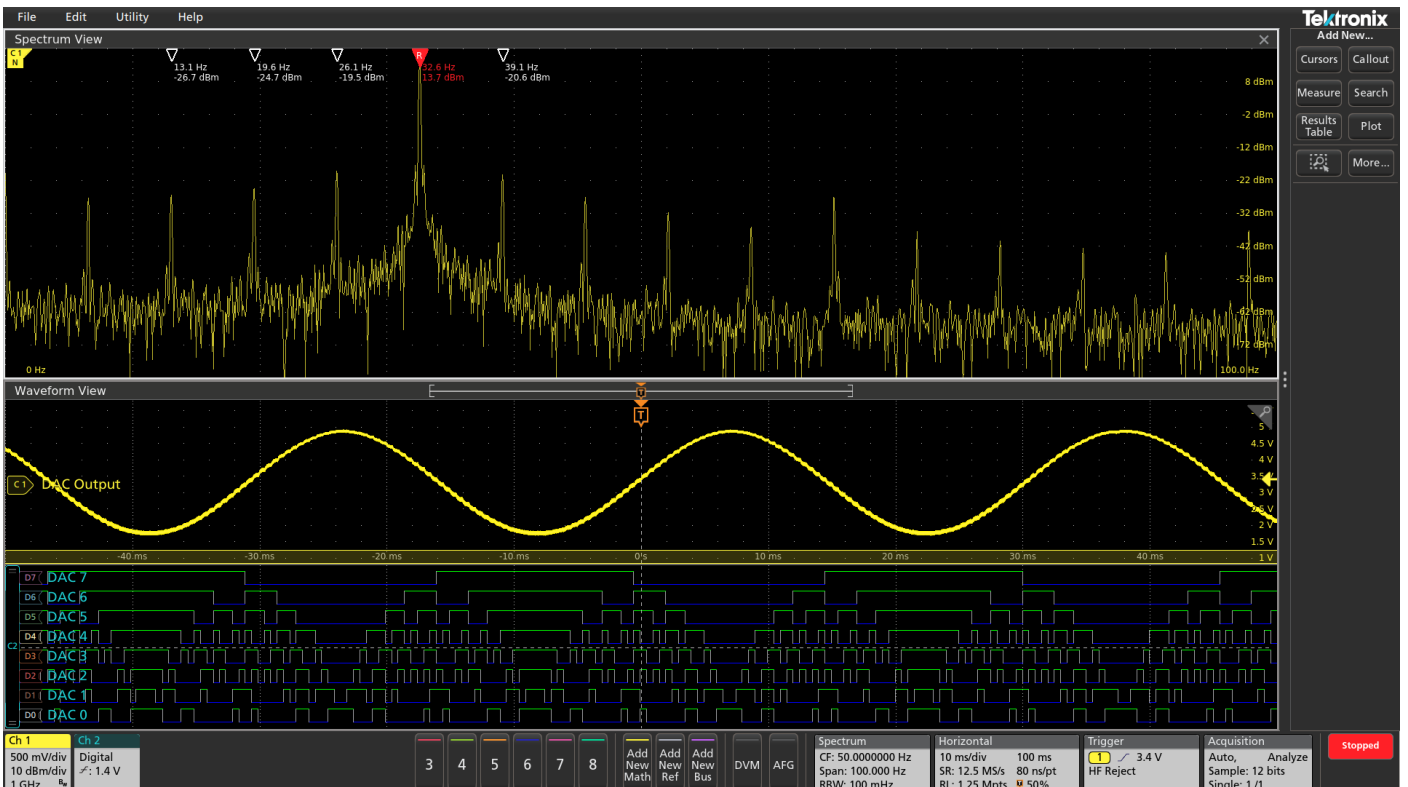 File Edit Utility Help
Tektronix
Spectrum View
Add New...
C 1
N
R
13.1 Hz 19.6 Hz 26.1 Hz 32.6 Hz 39.1 Hz
-26.7 dBm -24.7 dBm -19.5 dBm 13.7 dBm -20.6 dBm
8 dBm
-2 dBm
-12 dBm
-22 dBm
-32 dBm
-42 dBm
-52 dBm
-62 dBm
-72 dBm
0 Hz 100.0 Hz
Cursors Callout
Measure Search
Results
Table
Plot
More...
Waveform View
T
T
5
4.5 V
4 V
3.5 V
3 V
2.5 V
2 V
1.5 V
1 V
C 1 DAC Output
-40 ms -30 ms -20 ms -10 ms 0 s 10 ms 20 ms 30 ms 40 ms
C2
D7 DAC 7
D6 DAC 6
D5 DAC 5
D4 DAC 4
D3 DAC 3
D2 DAC 2
D1 DAC 1
D0 DAC 0
Ch 1
500 mV/div
10 dBm/div
1 GHz
Ch 2
Digital
: 1.4 V
3 4 5 6 7 8
Add
New
Math
Add
New
Ref
Add
New
Bus
DVM AFG
Spectrum
CF: 50.0000000 Hz
Span: 100.000 Hz
RBW: 100 mHz
Horizontal
10 ms/div 100 ms
SR: 12.5 MS/s 80 ns/pt
RL: 1.25 Mpts 50%
Trigger
1 3.4 V
HF Reject
Acquisition
Auto, Analyze
Sample: 12 bits
Single: 1 /1
Stopped